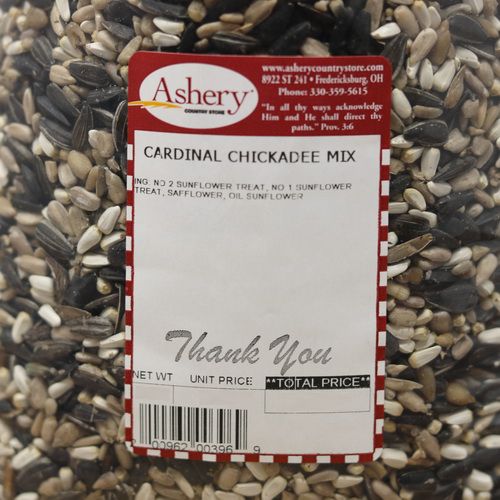 Ashery
COUNTRY STORE
www.asherycountrystore.com
8922 ST 241 • Fredericksburg, OH
Phone: 330-359-5615
"In all thy ways acknowledge
Him and He shall direct thy
paths." Prov. 3:6
CARDINAL CHICKADEE MIX
ING: NO 2 SUNFLOWER TREAT, NO 1 SUNFLOWER
TREAT, SAFFLOWER, OIL SUNFLOWER
Thank You
NET WT UNIT PRICE **TOTAL PRICE**
2 00962 00396 9